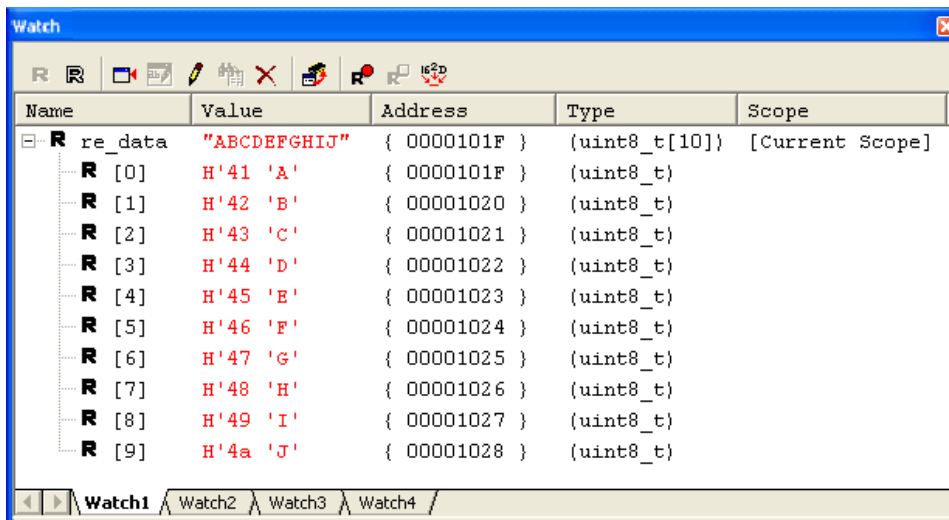 Watch
Name Value Address Type Scope
R re_data "ABCDEFGHIJ" { 0000101F } (uint8_t[10]) [Current Scope]
R [0] H'41 'A' { 0000101F } (uint8_t)
R [1] H'42 'B' { 00001020 } (uint8_t)
R [2] H'43 'C' { 00001021 } (uint8_t)
R [3] H'44 'D' { 00001022 } (uint8_t)
R [4] H'45 'E' { 00001023 } (uint8_t)
R [5] H'46 'F' { 00001024 } (uint8_t)
R [6] H'47 'G' { 00001025 } (uint8_t)
R [7] H'48 'H' { 00001026 } (uint8_t)
R [8] H'49 'I' { 00001027 } (uint8_t)
R [9] H'4a 'J' { 00001028 } (uint8_t)
Watch1 Watch2 Watch3 Watch4